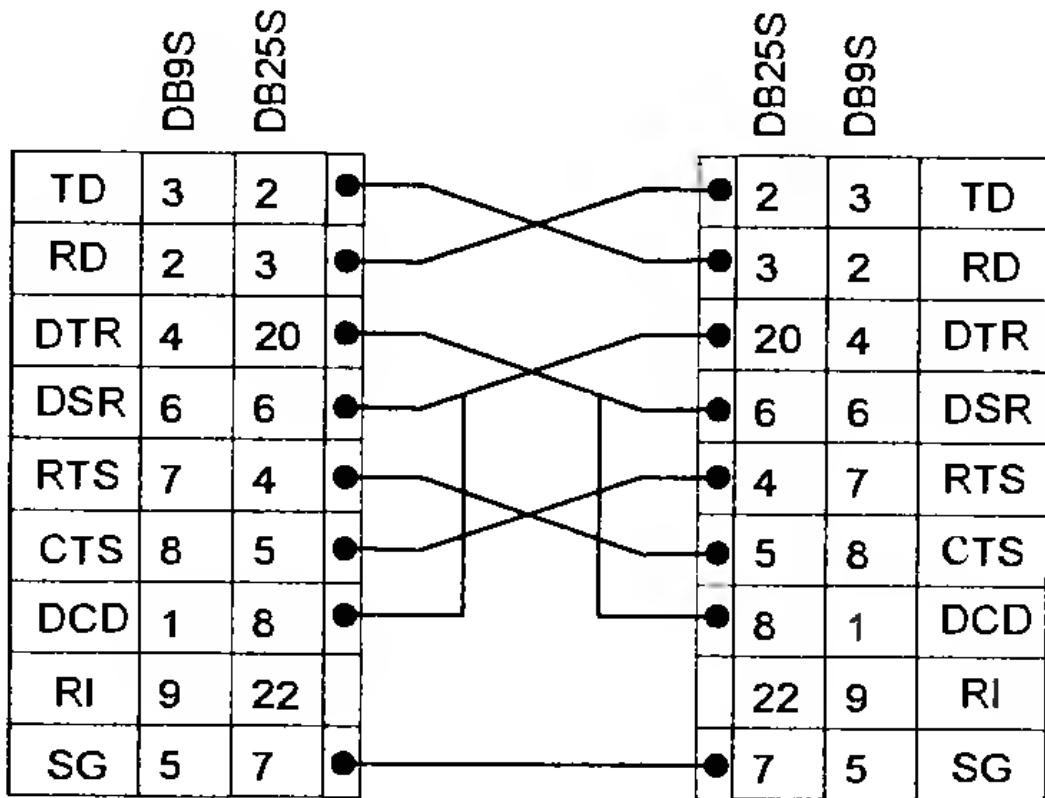 DB9S DB25S DB25S DB9S
TD 3 2 2 3 TD
RD 2 3 3 2 RD
DTR 4 20 20 4 DTR
DSR 6 6 6 6 DSR
RTS 7 4 4 7 RTS
CTS 8 5 5 8 CTS
DCD 1 8 8 1 DCD
RI 9 22 22 9 RI
SG 5 7 7 5 SG